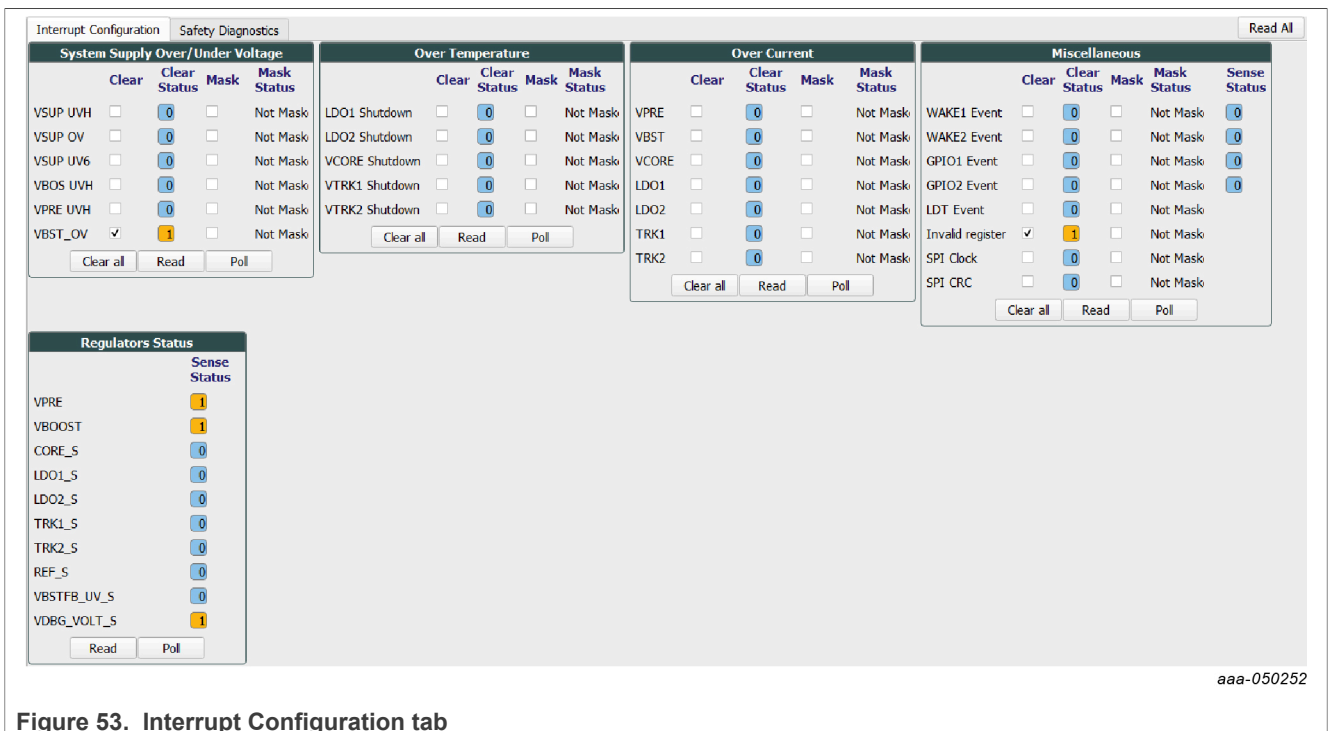 Interrupt Configuration Safety Diagnostics Read All
System Supply Over/Under Voltage
Clear Clear Status Mask Mask Status
VSUP UVH 0 Not Mask
VSUP OV 0 Not Mask
VSUP UV6 0 Not Mask
VBOS UVH 0 Not Mask
VPRE UVH 0 Not Mask
VBST_OV 1 Not Mask
Clear all Read Poll
Over Temperature
Clear Clear Status Mask Mask Status
LDO1 Shutdown 0 Not Mask
LDO2 Shutdown 0 Not Mask
VCORE Shutdown 0 Not Mask
VTRK1 Shutdown 0 Not Mask
VTRK2 Shutdown 0 Not Mask
Clear all Read Poll
Over Current
Clear Clear Status Mask Mask Status
VPRE 0 Not Mask
VBST 0 Not Mask
VCORE 0 Not Mask
LDO1 0 Not Mask
LDO2 0 Not Mask
TRK1 0 Not Mask
TRK2 0 Not Mask
Clear all Read Poll
Miscellaneous
Clear Clear Status Mask Mask Status Sense Status
WAKE1 Event 0 Not Mask 0
WAKE2 Event 0 Not Mask 0
GPIO1 Event 0 Not Mask 0
GPIO2 Event 0 Not Mask 0
LDT Event 0 Not Mask
Invalid register 1 Not Mask
SPI Clock 0 Not Mask
SPI CRC 0 Not Mask
Clear all Read Poll
Regulators Status
Sense Status
VPRE 1
VBOOST 1
CORE_S 0
LDO1_S 0
LDO2_S 0
TRK1_S 0
TRK2_S 0
REF_S 0
VBSTFB_UV_S 0
VDBG_VOLT_S 1
Read Poll
aaa-050252
Figure 53. Interrupt Configuration tab